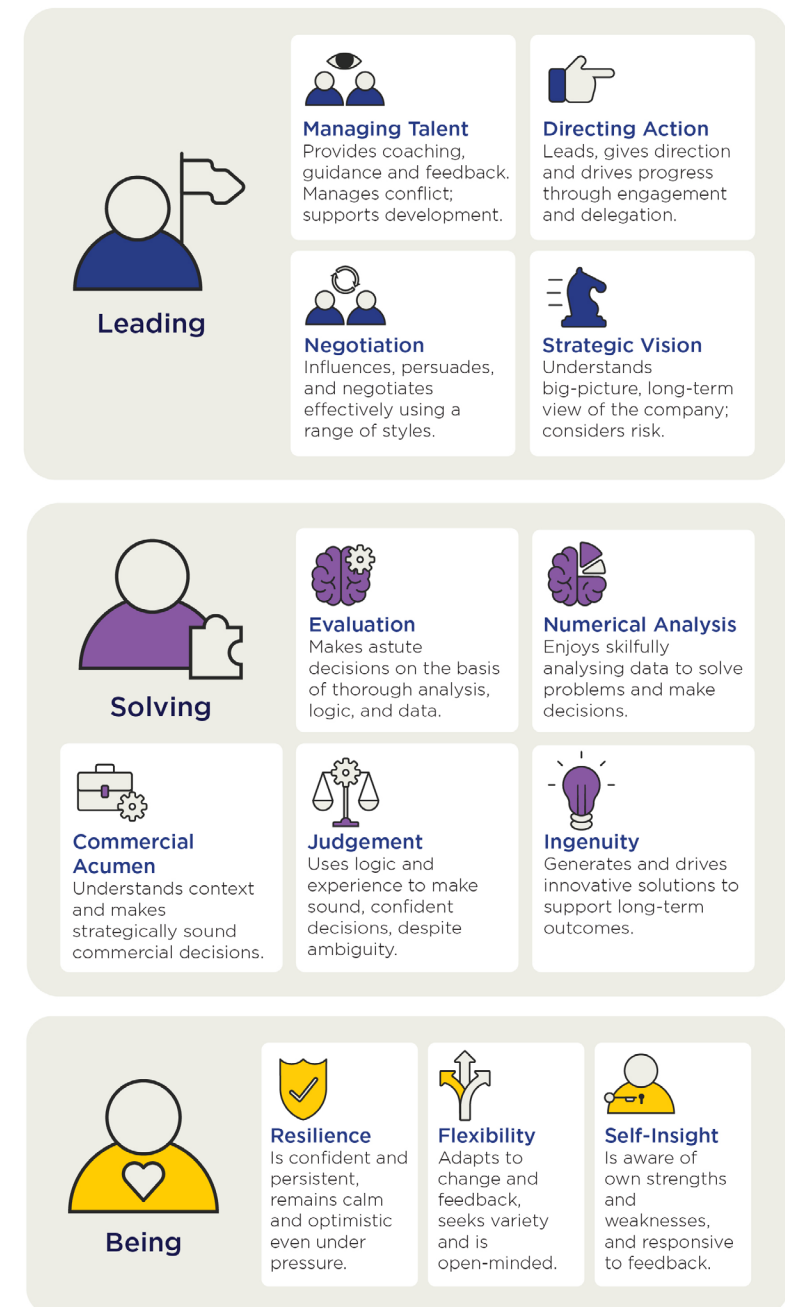 Leading
Managing Talent
Provides coaching,
guidance and feedback.
Manages conflict;
supports development.
Directing Action
Leads, gives direction
and drives progress
through engagement
and delegation.
Negotiation
Influences, persuades,
and negotiates
effectively using a
range of styles.
Strategic Vision
Understands
big-picture, long-term
view of the company;
considers risk.
Solving
Evaluation
Makes astute
decisions on the basis
of thorough analysis,
logic, and data.
Numerical Analysis
Enjoys skilfully
analysing data to solve
problems and make
decisions.
Commercial
Acumen
Understands context
and makes
strategically sound
commercial decisions.
Judgement
Uses logic and
experience to make
sound, confident
decisions, despite
ambiguity.
Ingenuity
Generates and drives
innovative solutions to
support long-term
outcomes.
Being
Resilience
Is confident and
persistent,
remains calm
and optimistic
even under
pressure.
Flexibility
Adapts to
change and
feedback,
seeks variety
and is
open-minded.
Self-Insight
Is aware of
own strengths
and
weaknesses,
and responsive
to feedback.